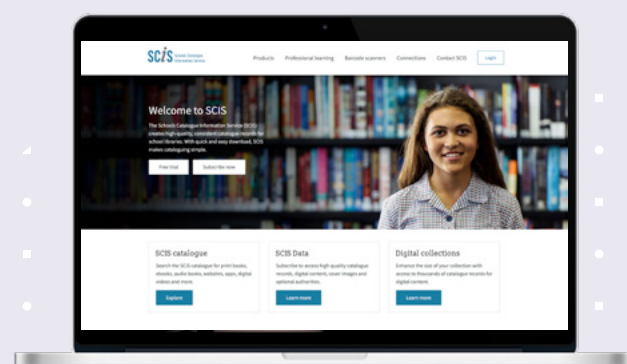 SCIS Schools Catalogue
Information Service
Products Professional learning Barcode scanners Connections Contact SCIS Login
Welcome to SCIS
The Schools Catalogue Information Service (SCIS)
creates high-quality, consistent catalogue records for
school libraries. With quick and easy download, SCIS
makes cataloguing simple.
Free trial Subscribe now
SCIS catalogue
Search the SCIS catalogue for print books,
ebooks, audio books, websites, apps, digital
videos and more.
Explore
SCIS Data
Subscribe to access high quality catalogue
records, digital content, cover images and
optional authorities.
Learn more
Digital collections
Enhance the size of your collection with
access to thousands of catalogue records for
digital content.
Learn more